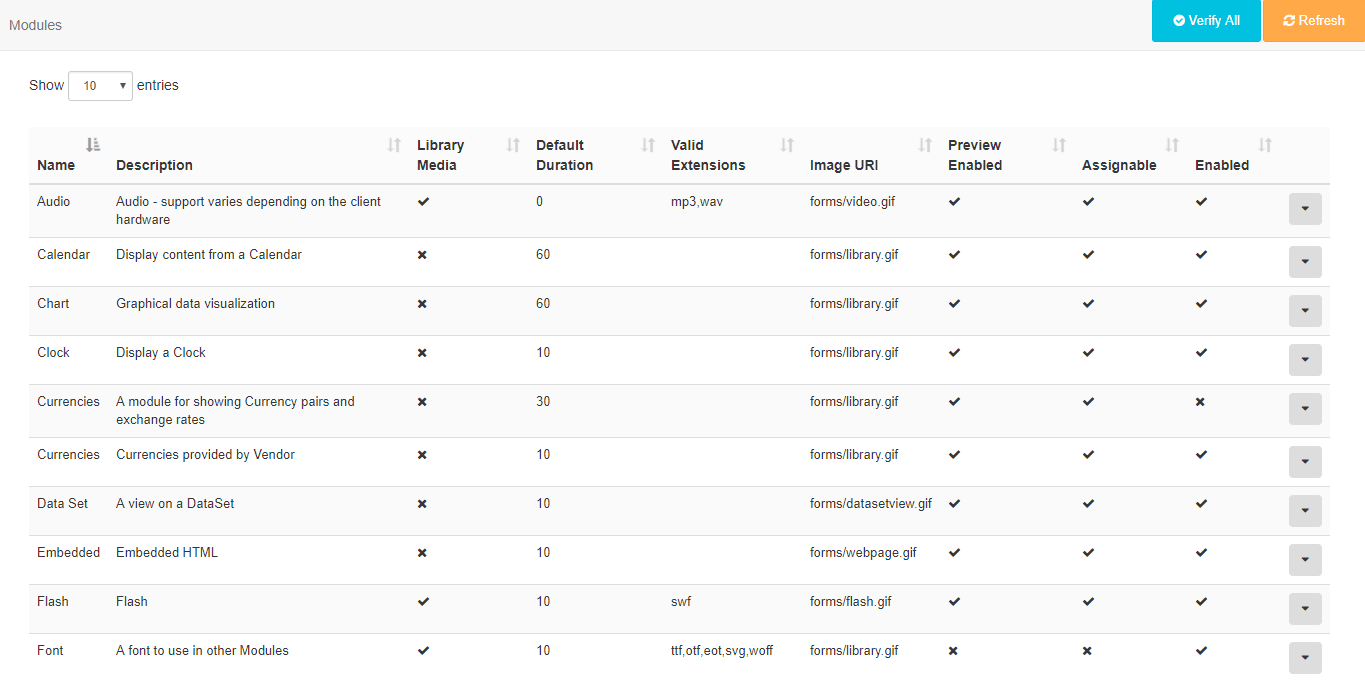 Modules
Verify All
Refresh
Show 10 entries
Name Description Library Media Default Duration Valid Extensions Image URI Preview Enabled Assignable Enabled
Audio Audio - support varies depending on the client hardware 0 mp3,wav forms/video.gif
Calendar Display content from a Calendar 60 forms/library.gif
Chart Graphical data visualization 60 forms/library.gif
Clock Display a Clock 10 forms/library.gif
Currencies A module for showing Currency pairs and exchange rates 30 forms/library.gif
Currencies Currencies provided by Vendor 10 forms/library.gif
Data Set A view on a DataSet 10 forms/datasetview.gif
Embedded Embedded HTML 10 forms/webpage.gif
Flash Flash 10 swf forms/flash.gif
Font A font to use in other Modules 10 ttf,otf,eot,svg,woff forms/library.gif